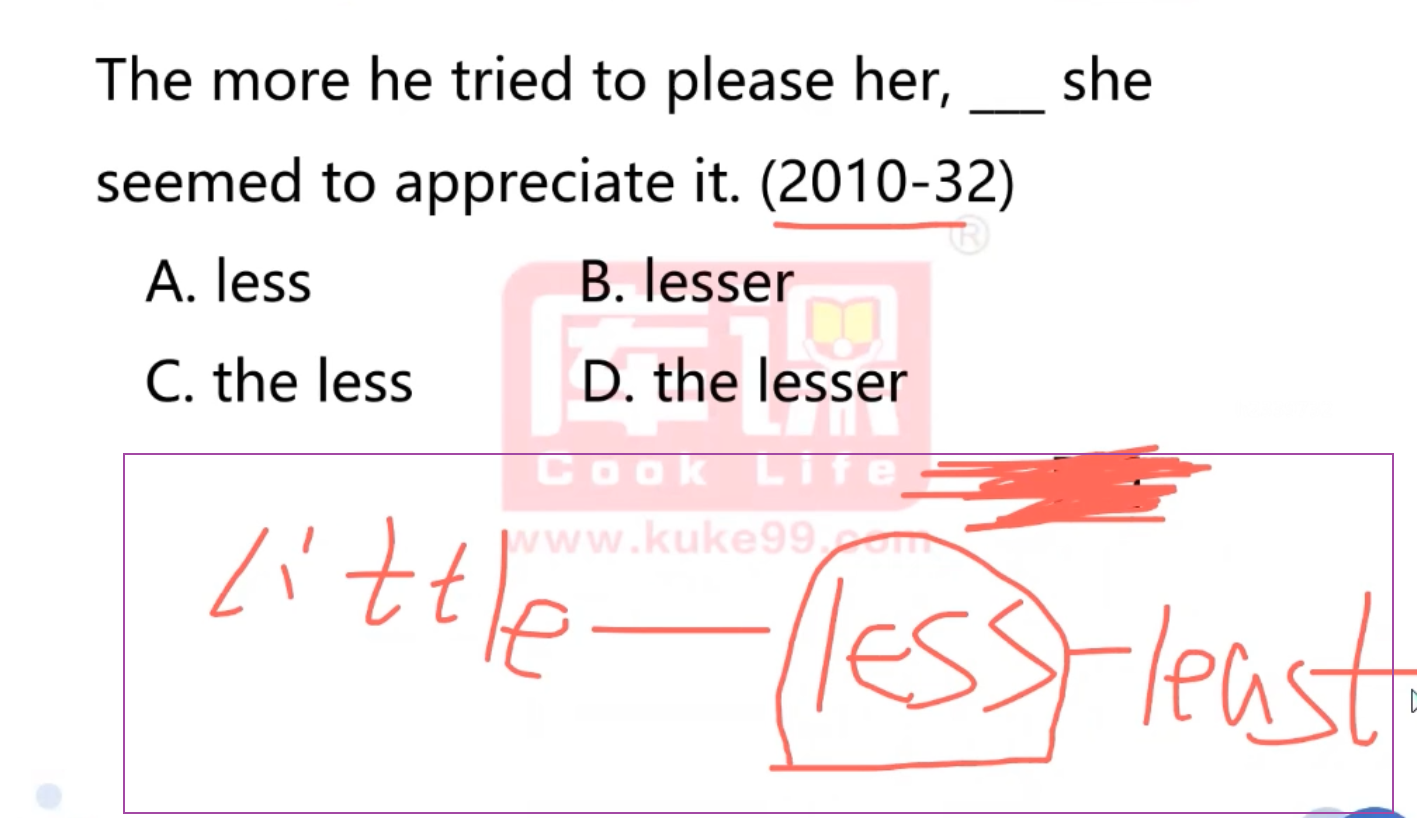 The more he tried to please her, ___ she
seemed to appreciate it. (2010-32)
®
A. less B. lesser
C. the less D. the lesser
库课
Cook Life
www.kuke99.com
little — less — least